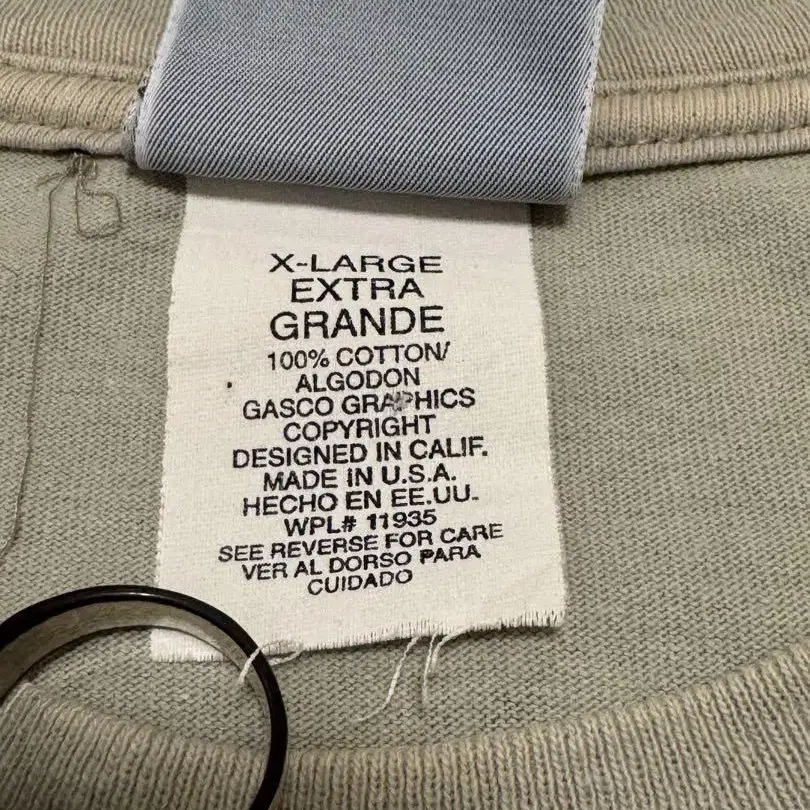 X-LARGE
EXTRA
GRANDE
100% COTTON/
ALGODON
GASCO GRAPHICS
COPYRIGHT
DESIGNED IN CALIF.
MADE IN U.S.A.
HECHO EN EE.UU.
WPL# 11935
SEE REVERSE FOR CARE
VER AL DORSO PARA
CUIDADO